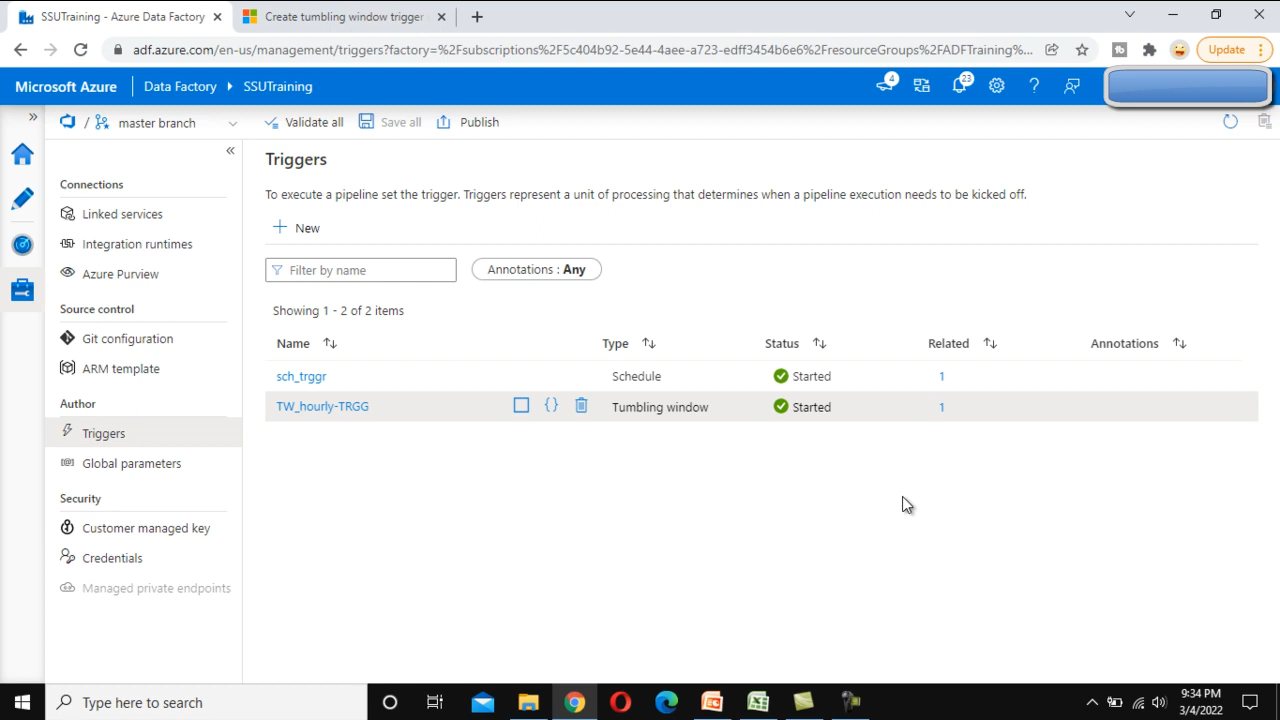 SSUTraining - Azure Data Factory
Create tumbling window trigger
adf.azure.com/en-us/management/triggers?factory=%2Fsubscriptions%2F5c404b92-5e44-4aee-a723-edff3454b6e6%2FresourceGroups%2FADFTraining%...
Update
Microsoft Azure
Data Factory
SSUTraining
4
23
/ master branch
Validate all
Save all
Publish
Connections
Linked services
Integration runtimes
Azure Purview
Source control
Git configuration
ARM template
Author
Triggers
Global parameters
Security
Customer managed key
Credentials
Managed private endpoints
Triggers
To execute a pipeline set the trigger. Triggers represent a unit of processing that determines when a pipeline execution needs to be kicked off.
New
Filter by name
Annotations : Any
Showing 1 - 2 of 2 items
Name Type Status Related Annotations
sch_trggr Schedule Started 1
TW_hourly-TRGG {} Tumbling window Started 1
Type here to search
9:34 PM
3/4/2022